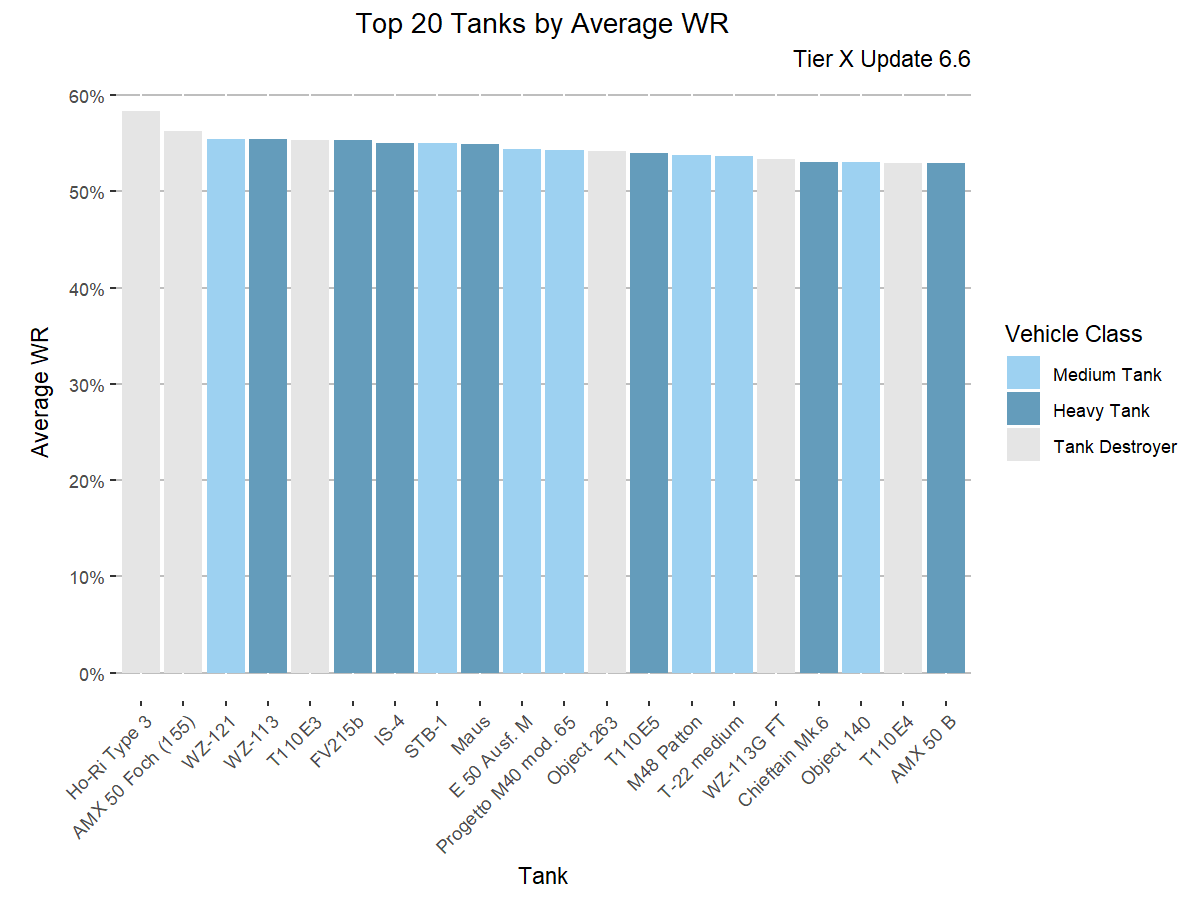 Top 20 Tanks by Average WR
Tier X Update 6.6
60%
50%
40%
30%
20%
10%
0%
Average WR
Ho-Ri Type 3
AMX 50 Foch (155)
WZ-121
WZ-113
T110E3
FV215b
IS-4
STB-1
Maus
E 50 Ausf. M
Progetto M40 mod. 65
Object 263
T110E5
M48 Patton
T-22 medium
WZ-113G FT
Chieftain Mk.6
Object 140
T110E4
AMX 50 B
Tank
Vehicle Class
Medium Tank
Heavy Tank
Tank Destroyer